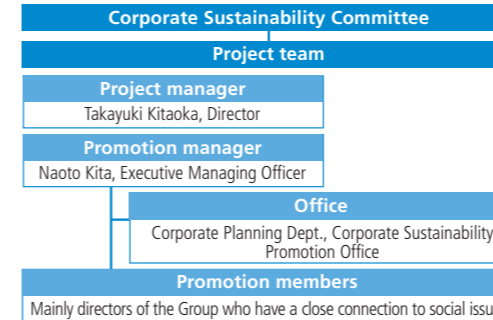 Corporate Sustainability Committee
Project team
Project manager
Takayuki Kitaoka, Director
Promotion manager
Naoto Kita, Executive Managing Officer
Office
Corporate Planning Dept., Corporate Sustainability
Promotion Office
Promotion members
Mainly directors of the Group who have a close connection to social